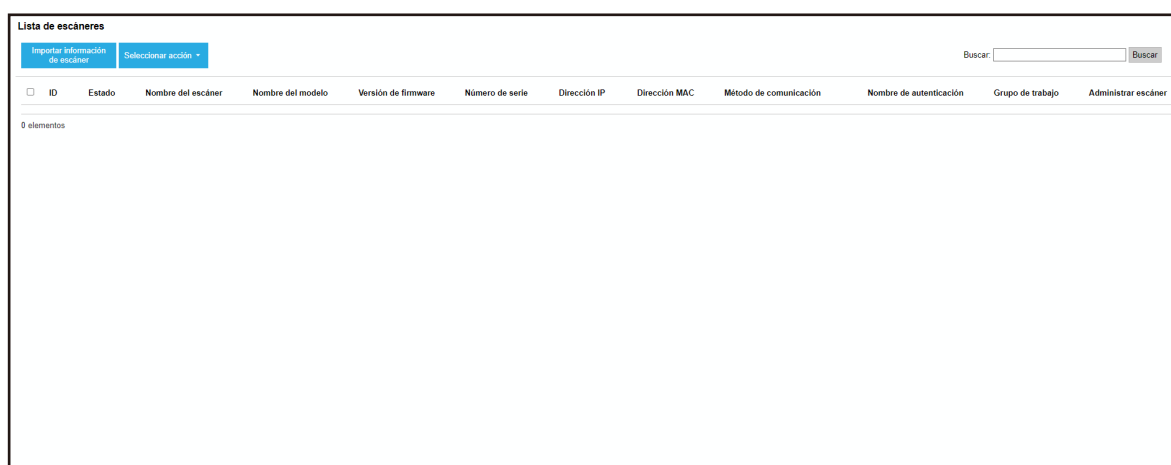 Lista de escáneres
Importar información
de escáner
Seleccionar acción
Buscar:
Buscar
ID Estado Nombre del escáner Nombre del modelo Versión de firmware Número de serie Dirección IP Dirección MAC Método de comunicación Nombre de autenticación Grupo de trabajo Administrar escáner
0 elementos